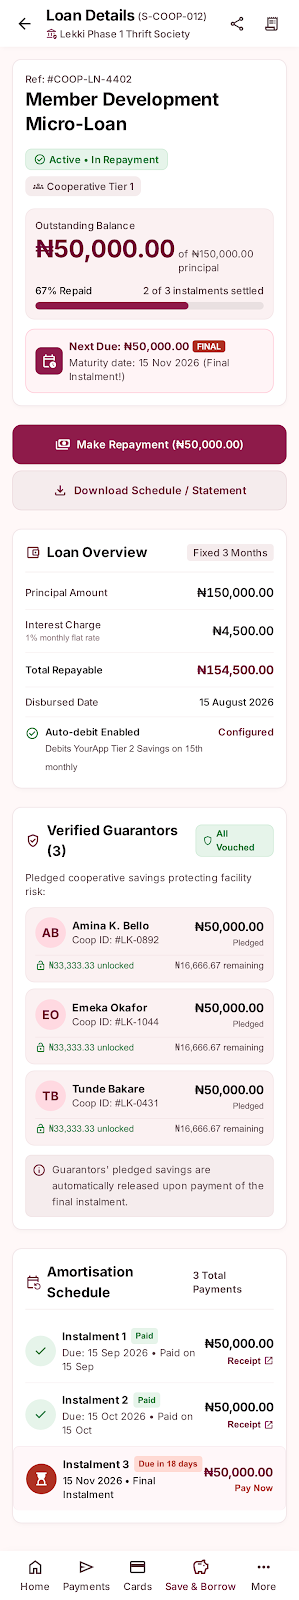 Loan Details (S-COOP-012)
Lekki Phase 1 Thrift Society
Ref: #COOP-LN-4402
Member Development
Micro-Loan
Active • In Repayment
Cooperative Tier 1
Outstanding Balance
₦50,000.00 of ₦150,000.00
principal
67% Repaid 2 of 3 instalments settled
Next Due: ₦50,000.00 FINAL
Maturity date: 15 Nov 2026 (Final
Instalment!)
Make Repayment (₦50,000.00)
Download Schedule / Statement
Loan Overview Fixed 3 Months
Principal Amount ₦150,000.00
Interest Charge ₦4,500.00
1% monthly flat rate
Total Repayable ₦154,500.00
Disbursed Date 15 August 2026
Auto-debit Enabled Configured
Debits YourApp Tier 2 Savings on 15th
monthly
Verified Guarantors
(3)
All
Vouched
Pledged cooperative savings protecting facility
risk:
AB Amina K. Bello ₦50,000.00
Coop ID: #LK-0892 Pledged
₦33,333.33 unlocked ₦16,666.67 remaining
EO Emeka Okafor ₦50,000.00
Coop ID: #LK-1044 Pledged
₦33,333.33 unlocked ₦16,666.67 remaining
TB Tunde Bakare ₦50,000.00
Coop ID: #LK-0431 Pledged
₦33,333.33 unlocked ₦16,666.67 remaining
Guarantors' pledged savings are
automatically released upon payment of the
final instalment.
Amortisation
Schedule
3 Total
Payments
Instalment 1 Paid ₦50,000.00
Due: 15 Sep 2026 • Paid on
15 Sep
Receipt
Instalment 2 Paid ₦50,000.00
Due: 15 Oct 2026 • Paid on
15 Oct
Receipt
Instalment 3 Due in 18 days ₦50,000.00
15 Nov 2026 • Final
Instalment
Pay Now
Home Payments Cards Save & Borrow More